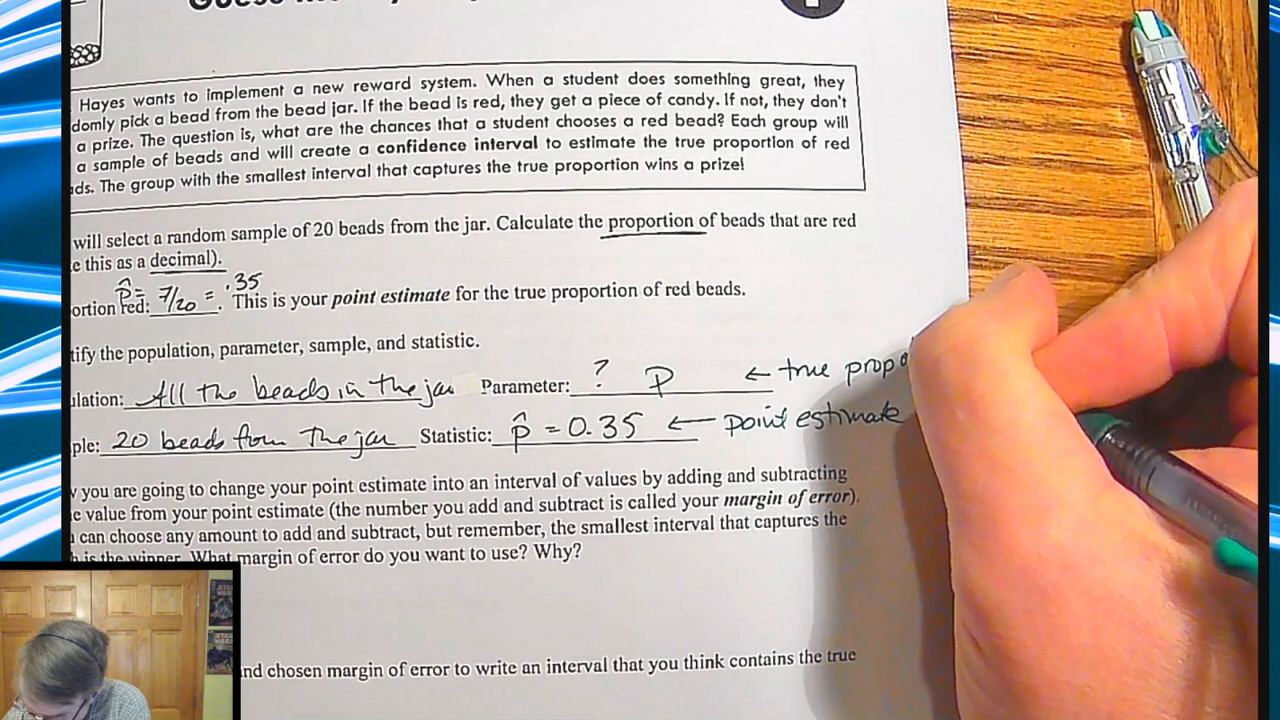 Hayes wants to implement a new reward system. When a student does something great, they
domly pick a bead from the bead jar. If the bead is red, they get a piece of candy. If not, they don't
a prize. The question is, what are the chances that a student chooses a red bead? Each group will
a sample of beads and will create a confidence interval to estimate the true proportion of red
ds. The group with the smallest interval that captures the true proportion wins a prize!
will select a random sample of 20 beads from the jar. Calculate the proportion of beads that are red
e this as a decimal).
ortion red: p̂ = 7/20 = .35. This is your point estimate for the true proportion of red beads.
tify the population, parameter, sample, and statistic.
ulation: All the beads in the jar Parameter: ? P ← true propo
ple: 20 beads from the jar Statistic: p̂ = 0.35 ← point estimate
you are going to change your point estimate into an interval of values by adding and subtracting
e value from your point estimate (the number you add and subtract is called your margin of error).
can choose any amount to add and subtract, but remember, the smallest interval that captures the
h is the winner. What margin of error do you want to use? Why?
nd chosen margin of error to write an interval that you think contains the true